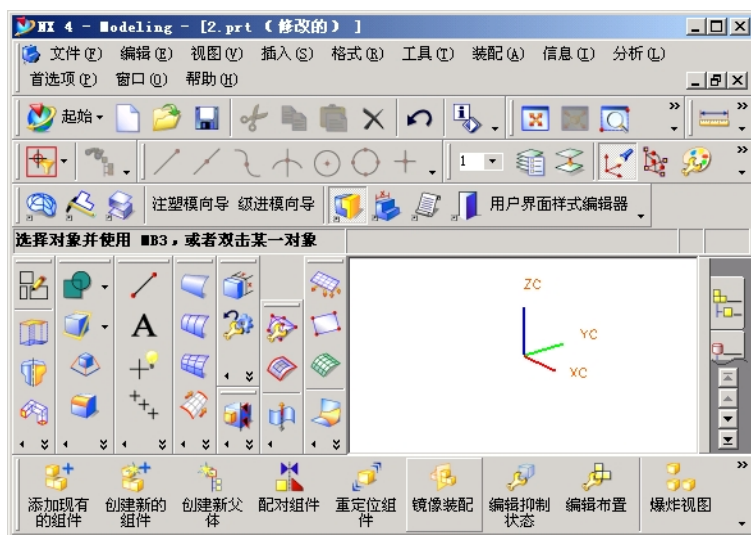 NX 4 - Modeling - [2.prt （修改的） ]
文件(F) 编辑(E) 视图(V) 插入(S) 格式(R) 工具(T) 装配(A) 信息(I) 分析(L)
首选项(P) 窗口(O) 帮助(H)
起始
1
注塑模向导 级进模向导 用户界面样式编辑器
选择对象并使用 MB3，或者双击某一对象
A
ZC
YC
XC
添加现有的组件
创建新的组件
创建新父体
配对组件
重定位组件
镜像装配
编辑抑制状态
编辑布置
爆炸视图